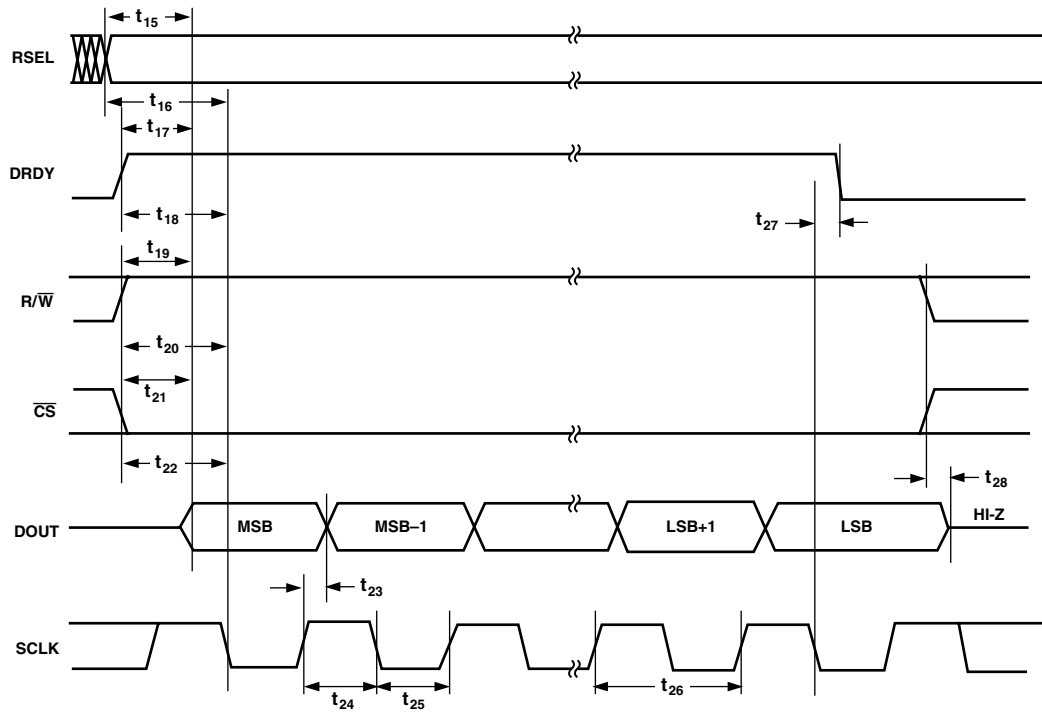 t15
RSEL
t16
t17
DRDY
t18
t27
t19
R/W̅
t20
t21
C̅S̅
t22
t28
DOUT
MSB
MSB–1
LSB+1
LSB
HI-Z
t23
SCLK
t24
t25
t26